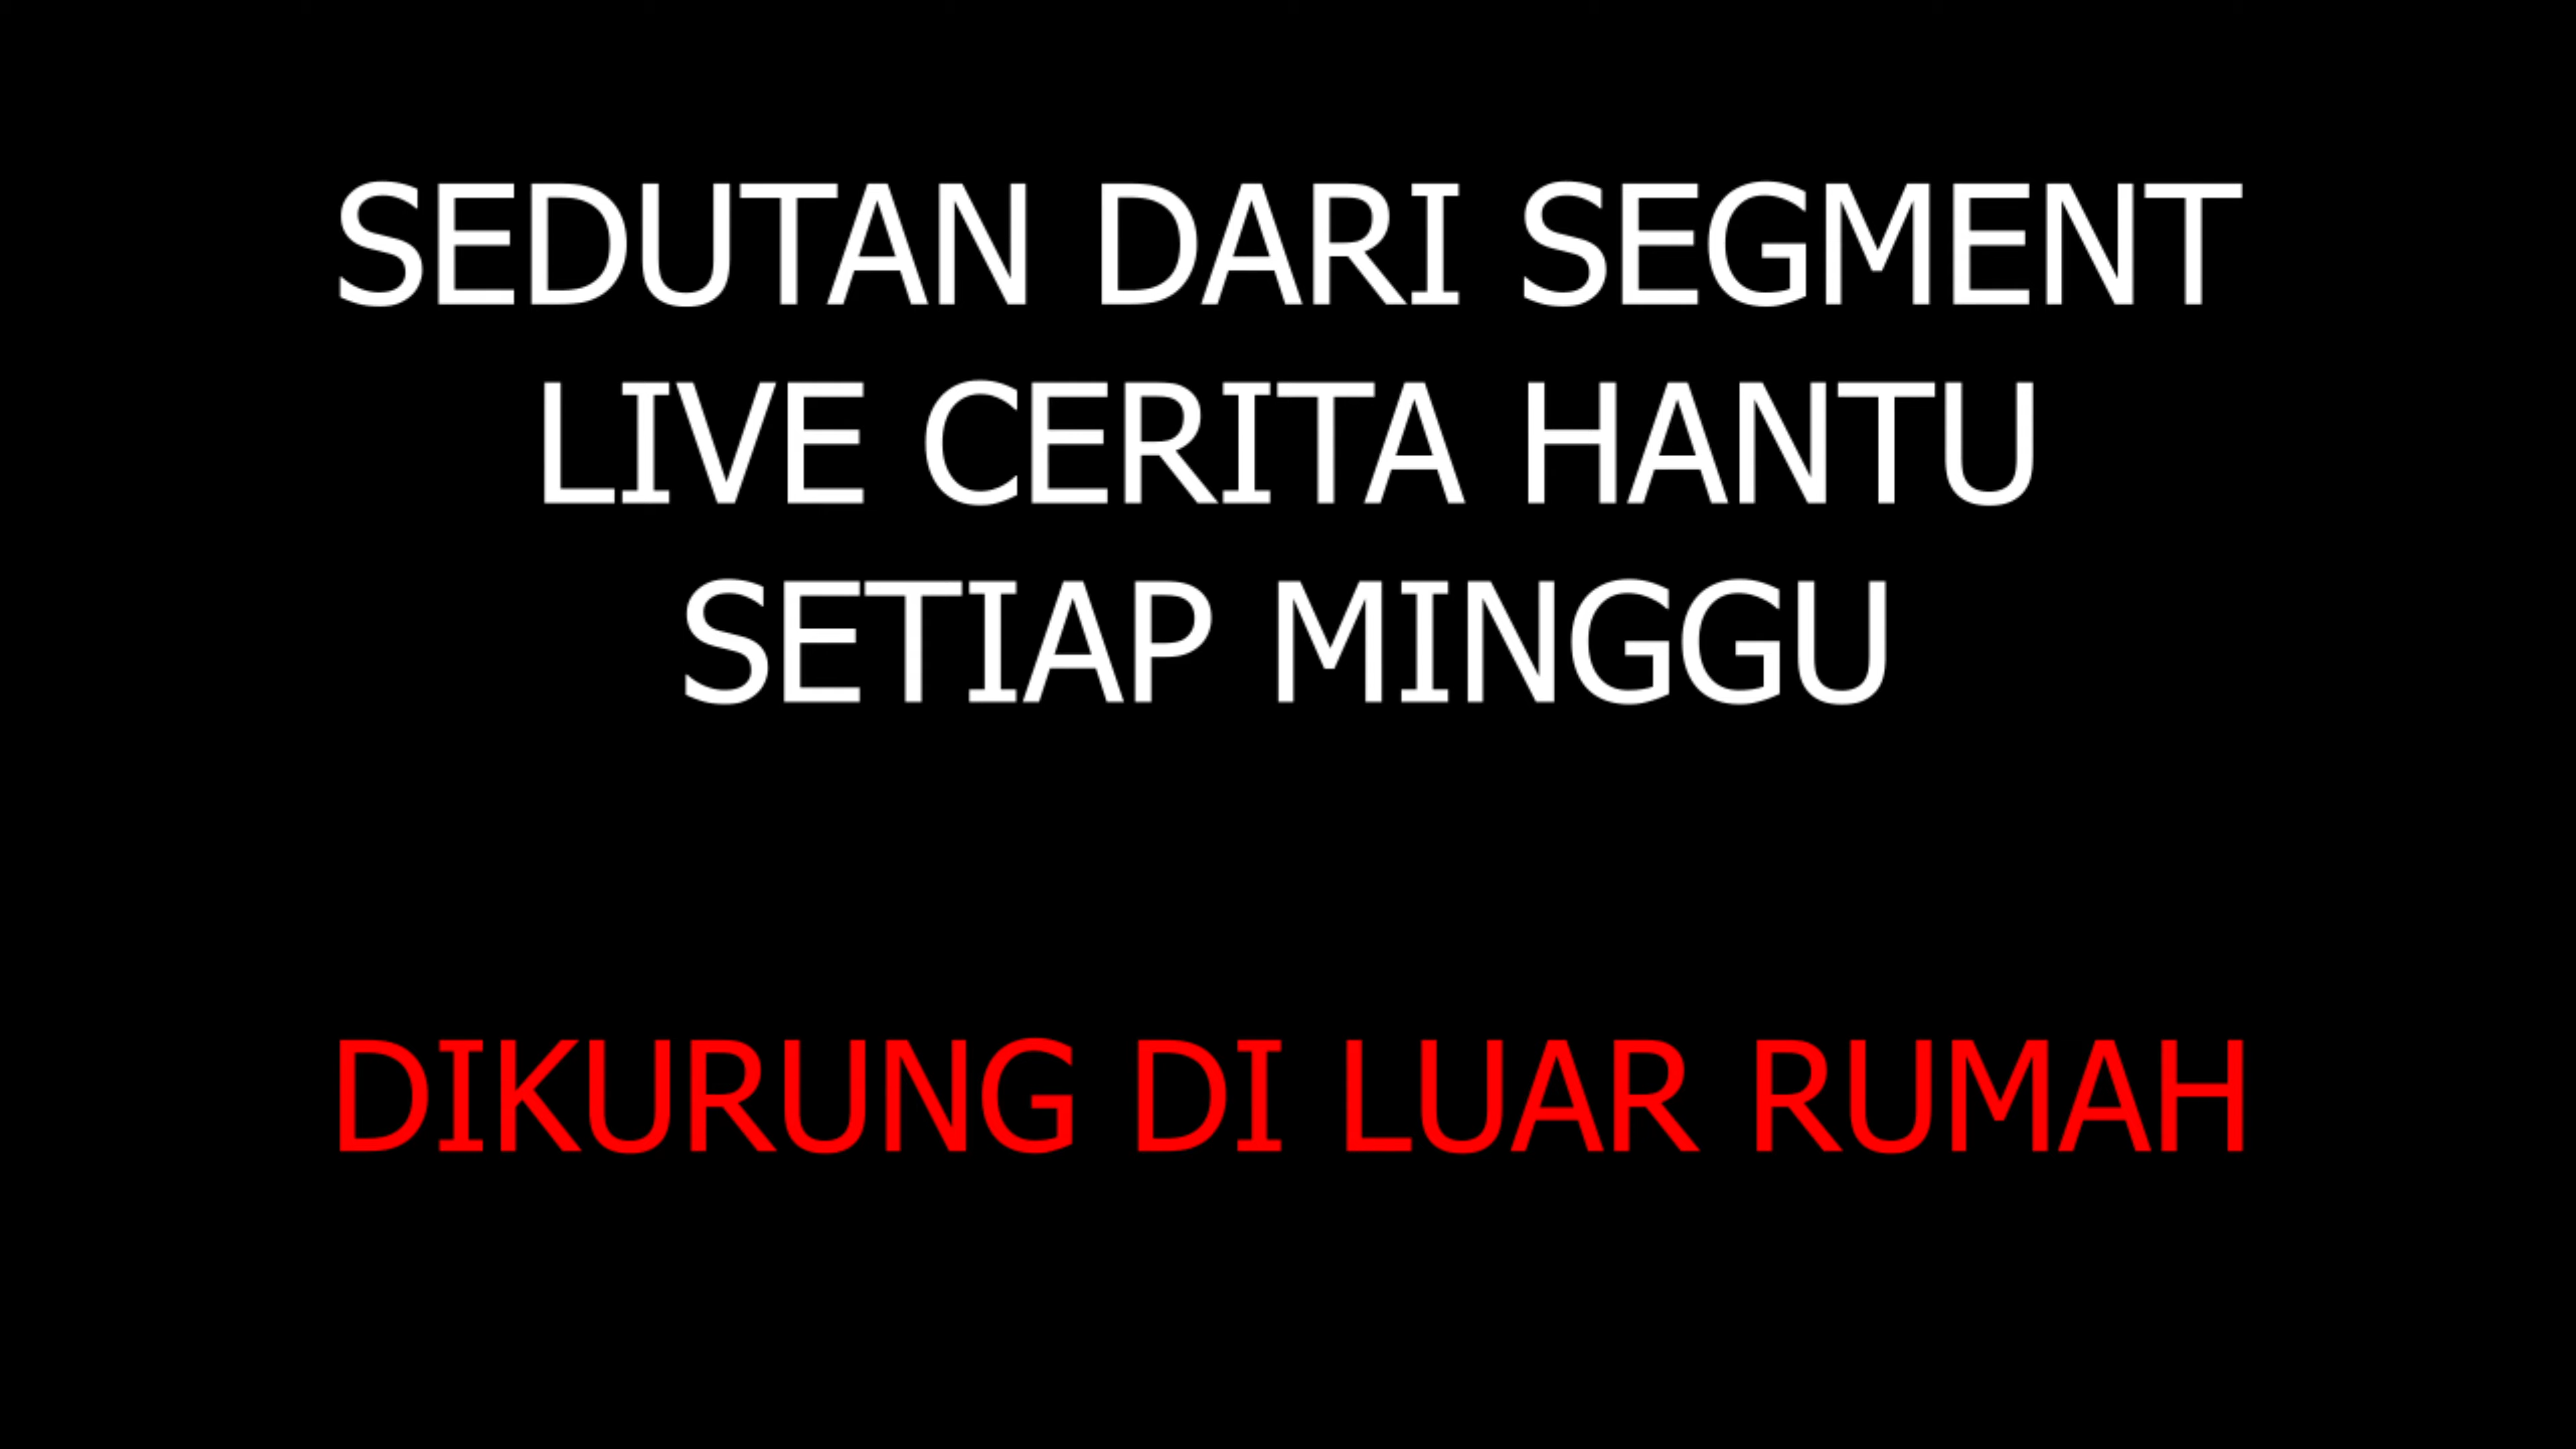 SEDUTAN DARI SEGMENT
LIVE CERITA HANTU
SETIAP MINGGU
DIKURUNG DI LUAR RUMAH